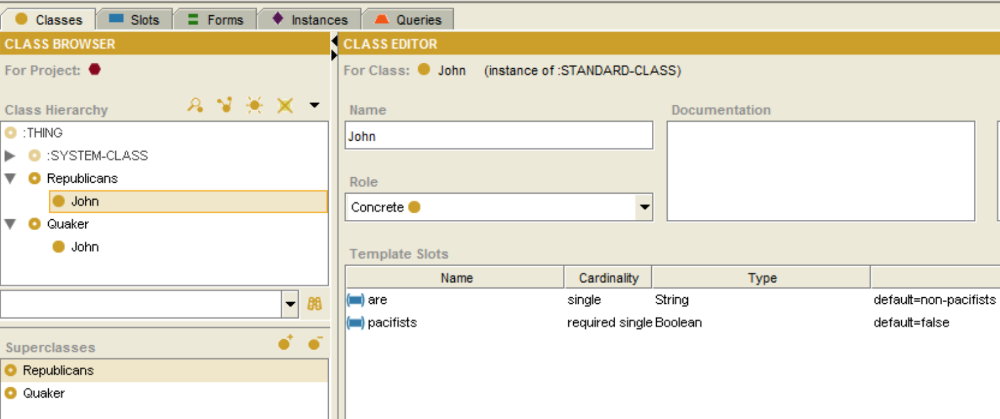 Classes Slots Forms Instances Queries
CLASS BROWSER
For Project:
Class Hierarchy
:THING
:SYSTEM-CLASS
Republicans
John
Quaker
John
Superclasses
Republicans
Quaker
CLASS EDITOR
For Class: John (instance of :STANDARD-CLASS)
Name
John
Documentation
Role
Concrete
Template Slots
Name Cardinality Type
are single String default=non-pacifists
pacifists required single Boolean default=false